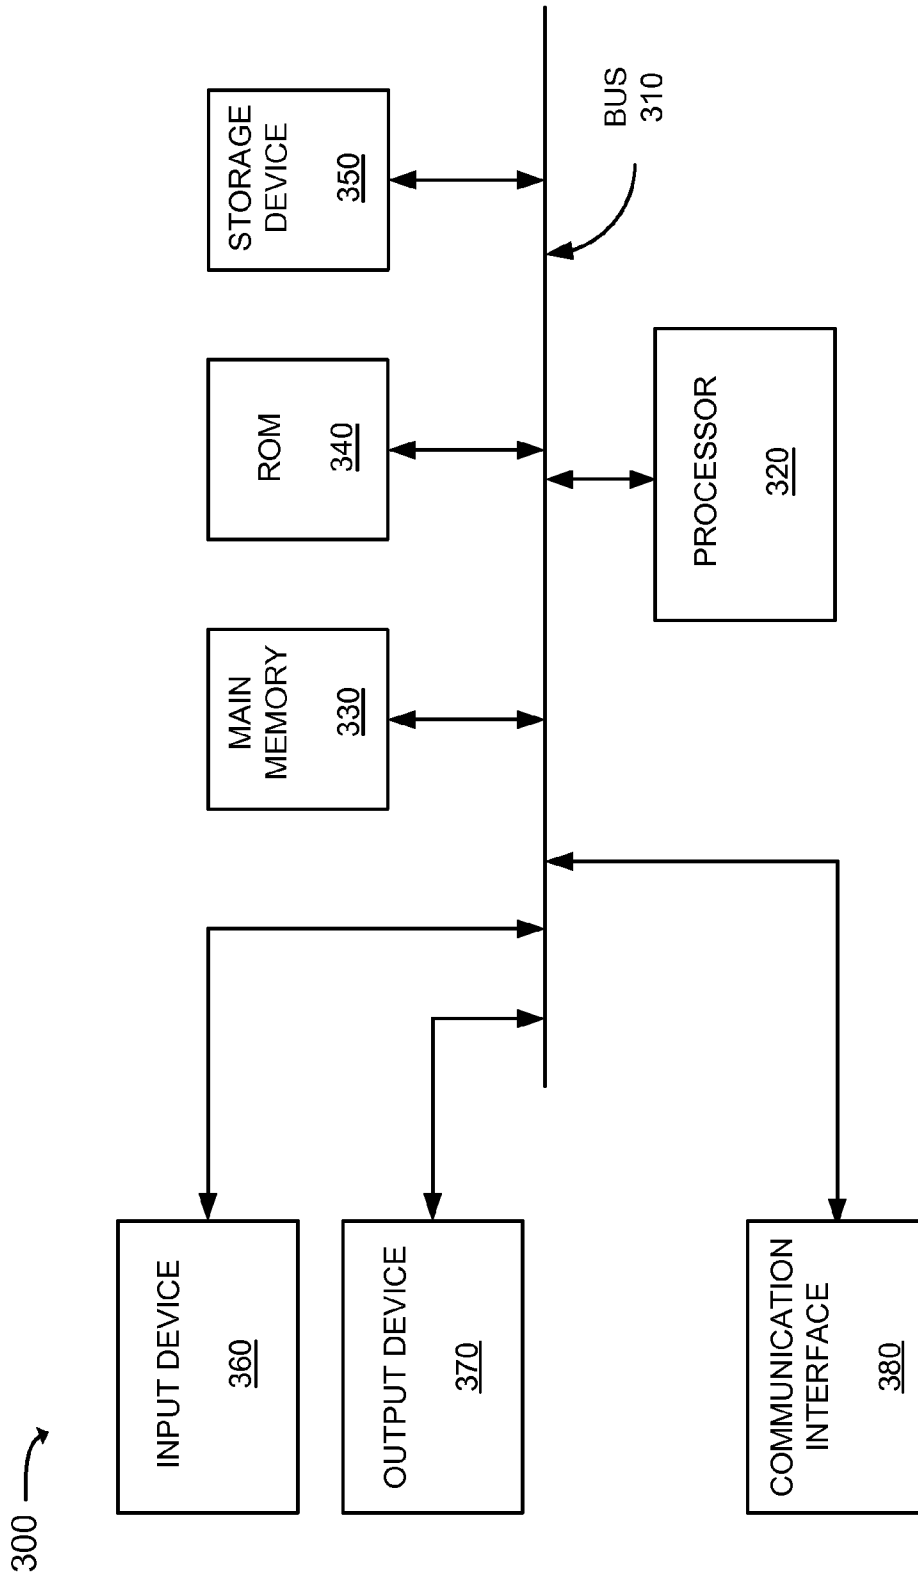 300
INPUT DEVICE
360
OUTPUT DEVICE
370
COMMUNICATION
INTERFACE
380
MAIN
MEMORY
330
ROM
340
STORAGE
DEVICE
350
PROCESSOR
320
BUS
310